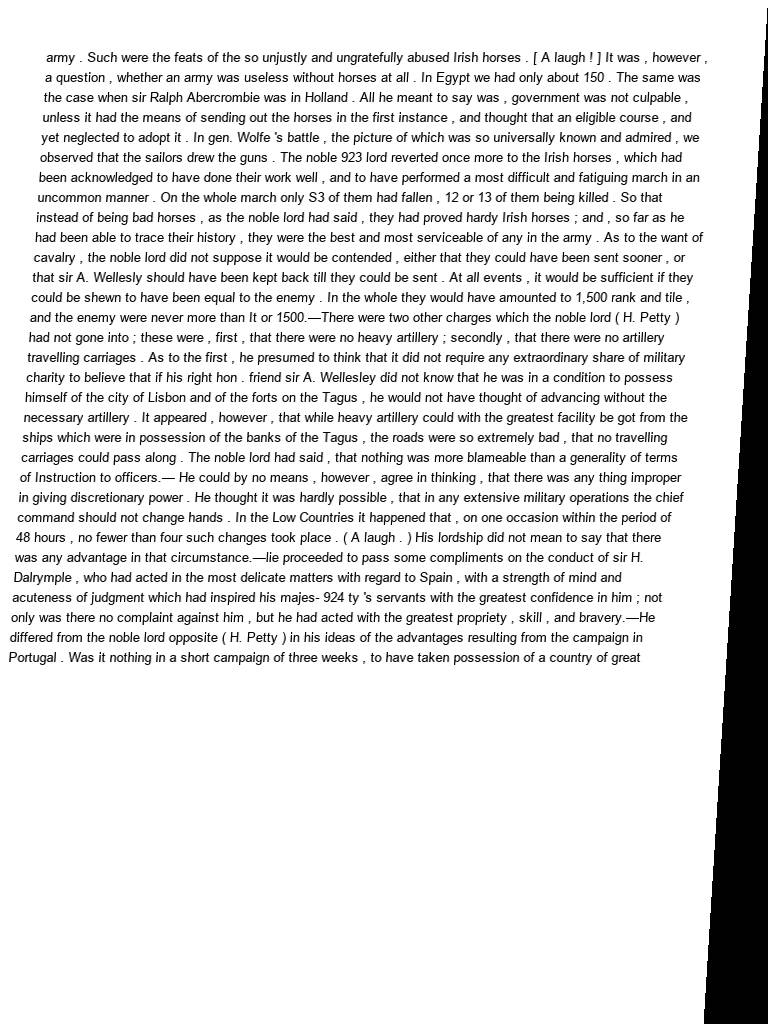 army . Such were the feats of the so unjustly and ungratefully abused Irish horses . [ A laugh ! ] It was , however ,
a question , whether an army was useless without horses at all . In Egypt we had only about 150 . The same was
the case when sir Ralph Abercrombie was in Holland . All he meant to say was , government was not culpable ,
unless it had the means of sending out the horses in the first instance , and thought that an eligible course , and
yet neglected to adopt it . In gen. Wolfe 's battle , the picture of which was so universally known and admired , we
observed that the sailors drew the guns . The noble 923 lord reverted once more to the Irish horses , which had
been acknowledged to have done their work well , and to have performed a most difficult and fatiguing march in an
uncommon manner . On the whole march only S3 of them had fallen , 12 or 13 of them being killed . So that
instead of being bad horses , as the noble lord had said , they had proved hardy Irish horses ; and , so far as he
had been able to trace their history , they were the best and most serviceable of any in the army . As to the want of
cavalry , the noble lord did not suppose it would be contended , either that they could have been sent sooner , or
that sir A. Wellesly should have been kept back till they could be sent . At all events , it would be sufficient if they
could be shewn to have been equal to the enemy . In the whole they would have amounted to 1,500 rank and tile ,
and the enemy were never more than It or 1500.—There were two other charges which the noble lord ( H. Petty )
had not gone into ; these were , first , that there were no heavy artillery ; secondly , that there were no artillery
travelling carriages . As to the first , he presumed to think that it did not require any extraordinary share of military
charity to believe that if his right hon . friend sir A. Wellesley did not know that he was in a condition to possess
himself of the city of Lisbon and of the forts on the Tagus , he would not have thought of advancing without the
necessary artillery . It appeared , however , that while heavy artillery could with the greatest facility be got from the
ships which were in possession of the banks of the Tagus , the roads were so extremely bad , that no travelling
carriages could pass along . The noble lord had said , that nothing was more blameable than a generality of terms
of Instruction to officers.— He could by no means , however , agree in thinking , that there was any thing improper
in giving discretionary power . He thought it was hardly possible , that in any extensive military operations the chief
command should not change hands . In the Low Countries it happened that , on one occasion within the period of
48 hours , no fewer than four such changes took place . ( A laugh . ) His lordship did not mean to say that there
was any advantage in that circumstance.—lie proceeded to pass some compliments on the conduct of sir H.
Dalrymple , who had acted in the most delicate matters with regard to Spain , with a strength of mind and
acuteness of judgment which had inspired his majes- 924 ty 's servants with the greatest confidence in him ; not
only was there no complaint against him , but he had acted with the greatest propriety , skill , and bravery.—He
differed from the noble lord opposite ( H. Petty ) in his ideas of the advantages resulting from the campaign in
Portugal . Was it nothing in a short campaign of three weeks , to have taken possession of a country of great